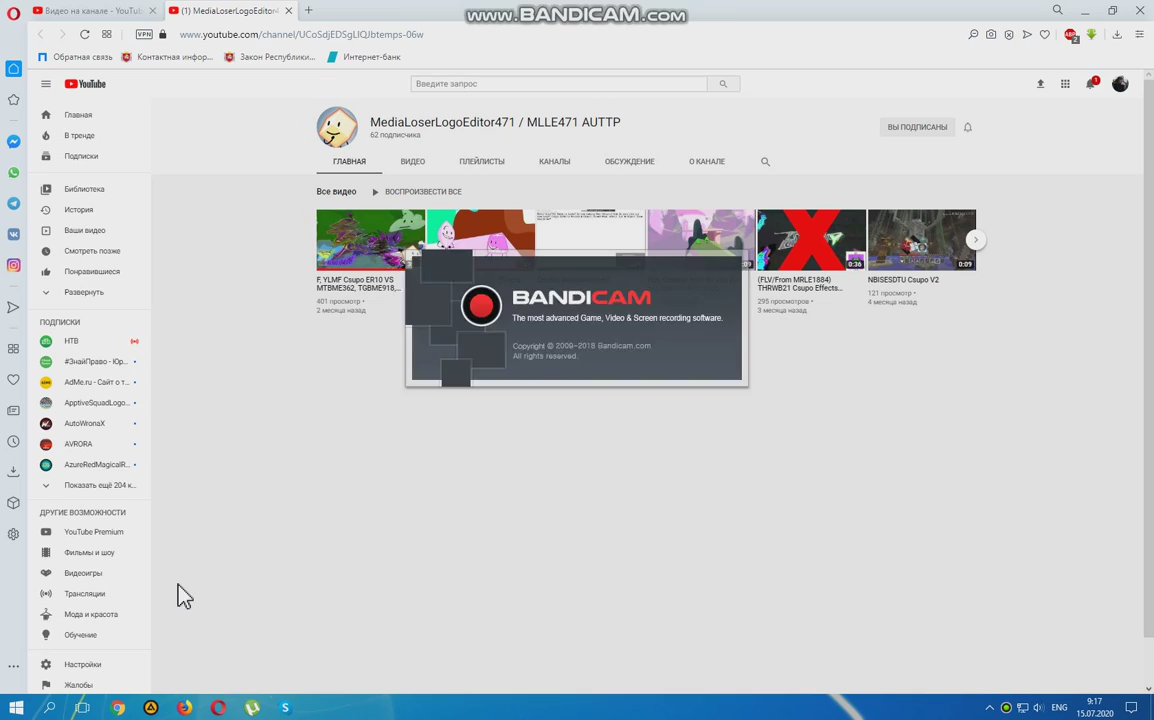 www.BANDICAM.com
Видео на канале - YouTu
(1) MediaLoserLogoEditor4
VPN
www.youtube.com/channel/UCoSdjEDSgLIQJbtemps-06w
Обратная связь
Контактная инфор...
Закон Республики...
Интернет-банк
ABP
2
YouTube
Введите запрос
1
Главная
В тренде
Подписки
Библиотека
История
Ваши видео
Смотреть позже
Понравившиеся
Развернуть
ПОДПИСКИ
НТВ
#ЗнайПраво - Юр...
AdMe.ru - Сайт о т...
ApptiveSquadLogo...
AutoWronaX
AVRORA
AzureRedMagicalR...
Показать ещё 204 к...
ДРУГИЕ ВОЗМОЖНОСТИ
YouTube Premium
Фильмы и шоу
Видеоигры
Трансляции
Мода и красота
Обучение
Настройки
Жалобы
MediaLoserLogoEditor471 / MLLE471 AUTTP
62 подписчика
ВЫ ПОДПИСАНЫ
ГЛАВНАЯ
ВИДЕО
ПЛЕЙЛИСТЫ
КАНАЛЫ
ОБСУЖДЕНИЕ
О КАНАЛЕ
Все видео
ВОСПРОИЗВЕСТИ ВСЕ
:09
0:36
0:09
F, YLMF Csupo ER10 VS
MTBME362, TGBME918,...
401 просмотр •
2 месяца назад
(FLV/From MRLE1884)
THRWB21 Csupo Effects...
295 просмотров •
3 месяца назад
NBISESDTU Csupo V2
121 просмотр •
4 месяца назад
BANDICAM
The most advanced Game, Video & Screen recording software.
Copyright © 2009-2018 Bandicam.com
All rights reserved.
ENG
9:17
15.07.2020